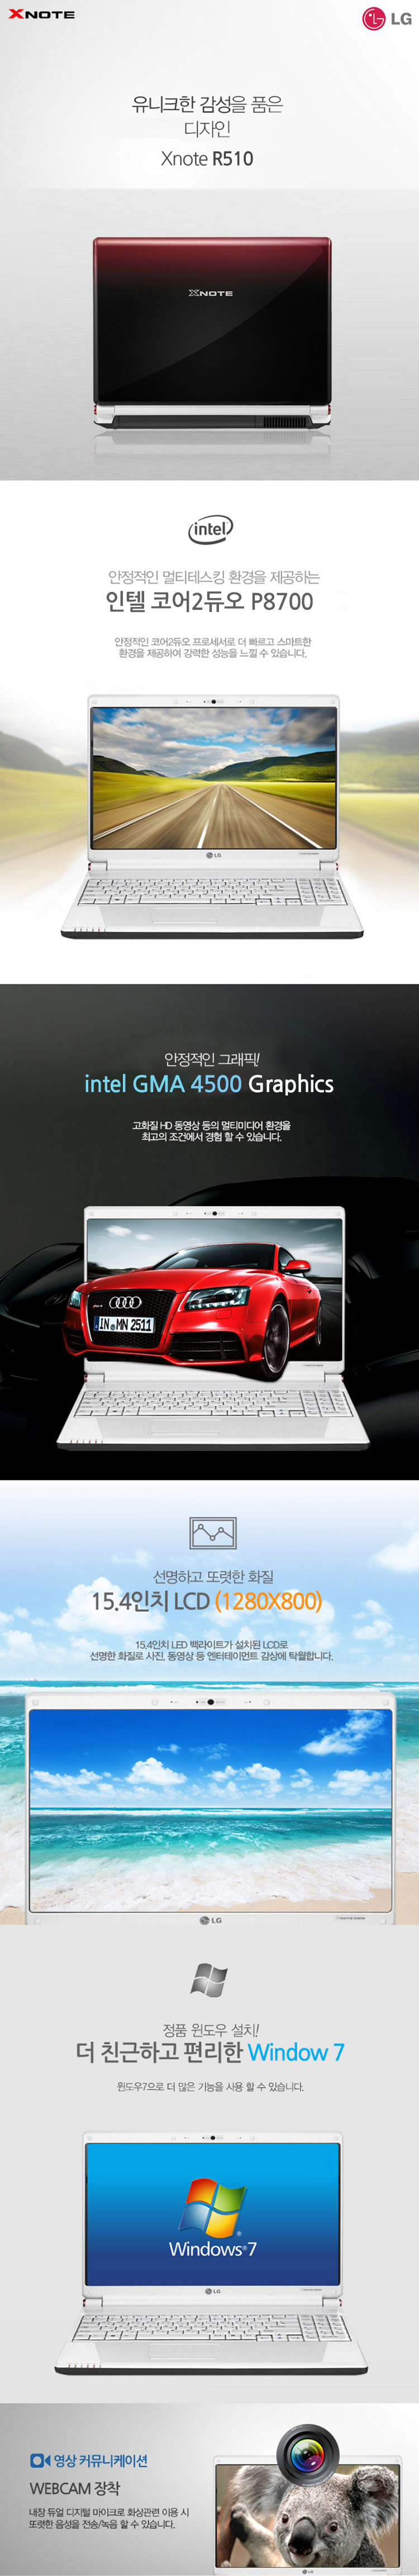 XNOTE
LG
유니크한 감성을 품은
디자인
Xnote R510
XNOTE
intel
안정적인 멀티테스킹 환경을 제공하는
인텔 코어2듀오 P8700
안정적인 코어2듀오 프로세서로 더 빠르고 스마트한
환경을 제공하여 강력한 성능을 느낄 수 있습니다.
LG
안정적인 그래픽!
intel GMA 4500 Graphics
고화질 HD 동영상 등의 멀티미디어 환경을
최고의 조건에서 경험 할 수 있습니다.
IN MN 2511
선명하고 또렷한 화질
15.4인치 LCD (1280X800)
15.4인치 LED 백라이트가 설치된 LCD로
선명한 화질로 사진, 동영상 등 엔터테이먼트 감상에 탁월합니다.
LG
정품 윈도우 설치!
더 친근하고 편리한 Window 7
윈도우7으로 더 많은 기능을 사용 할 수 있습니다.
Windows®7
LG
영상 커뮤니케이션
WEBCAM 장착
내장 듀얼 디지털 마이크로 화상관련 이용 시
또렷한 음성을 전송/녹음 할 수 있습니다.
LG